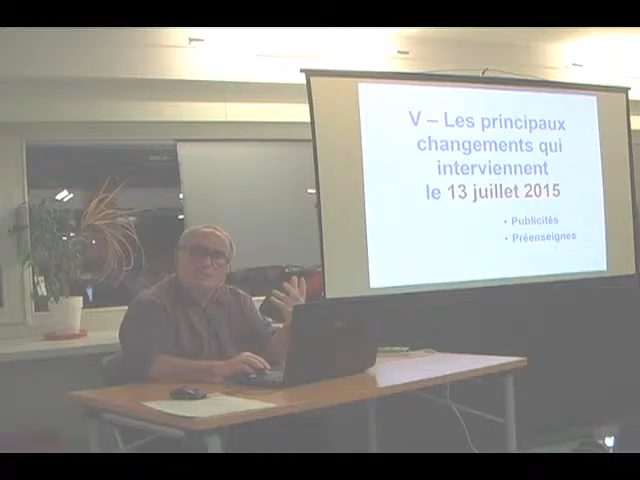 V – Les principaux
changements qui
interviennent
le 13 juillet 2015
• Publicités
• Préenseignes